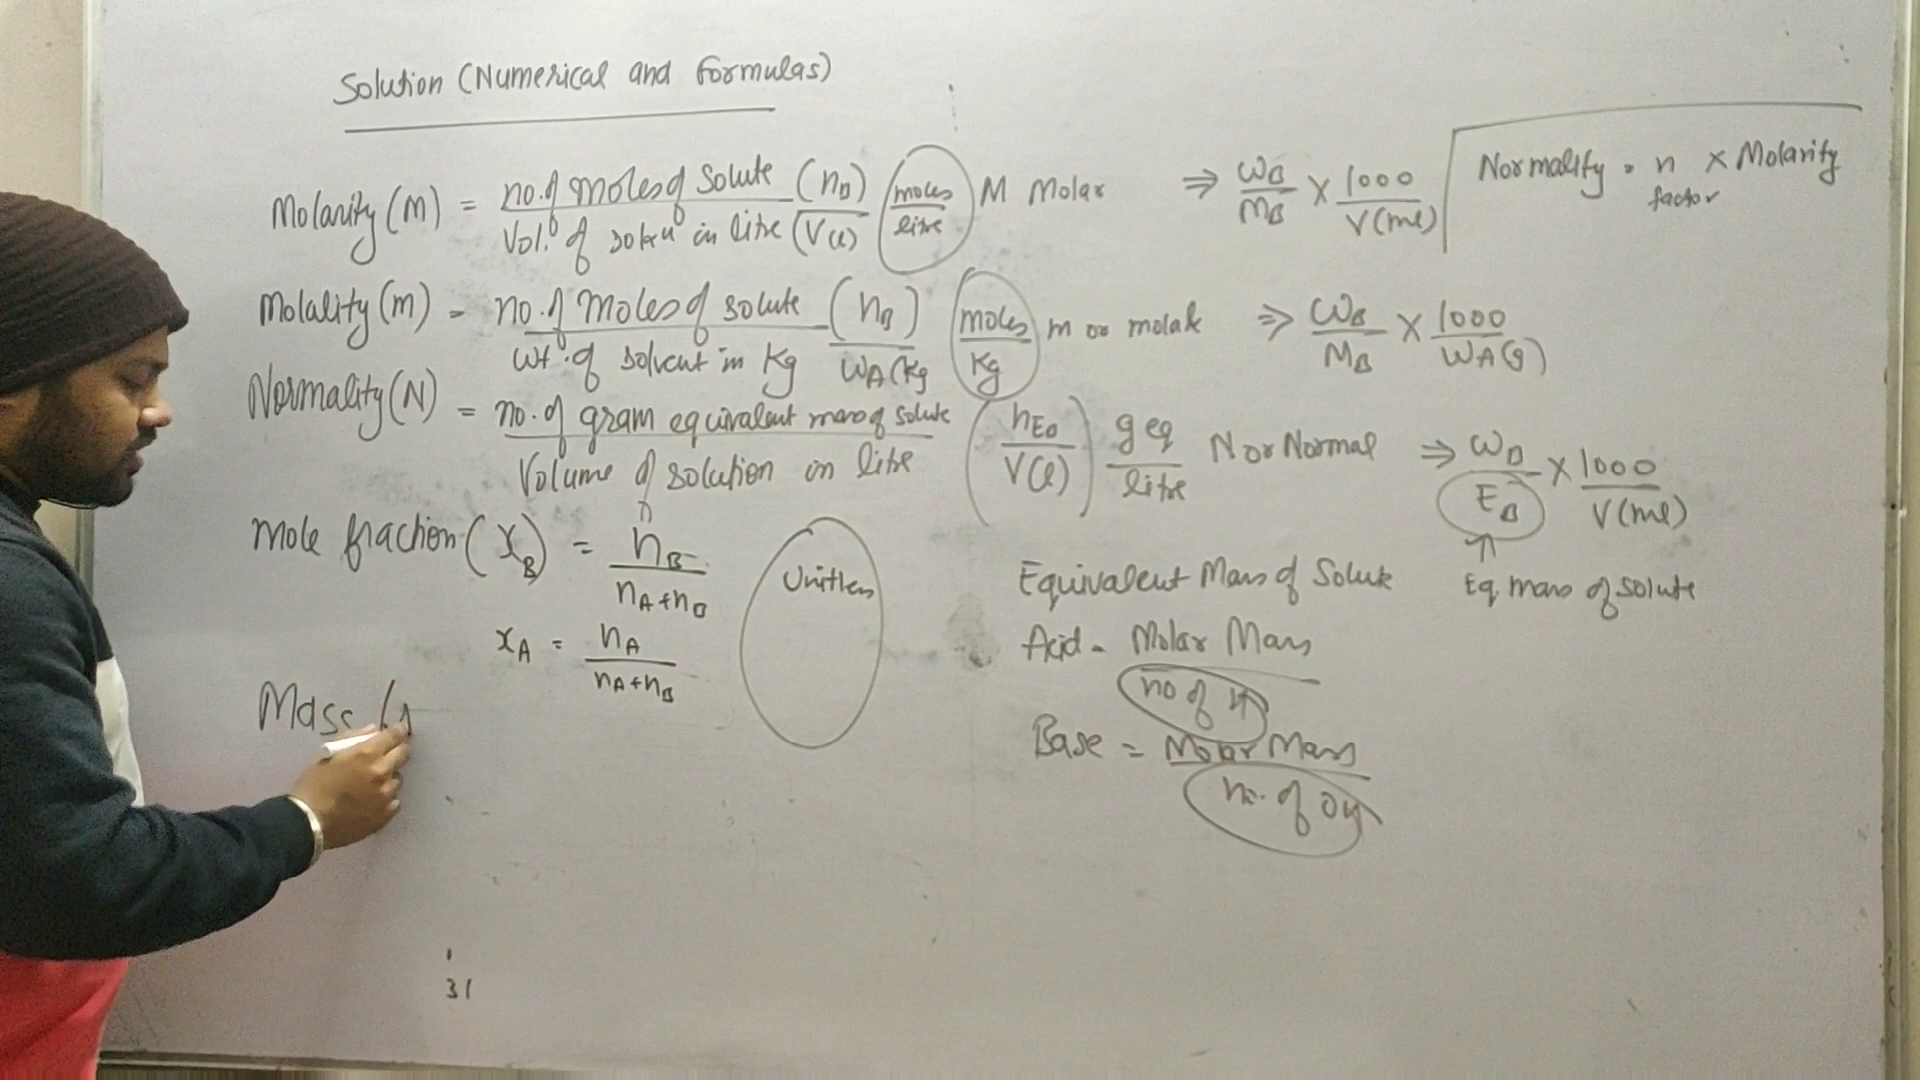 Solution (Numerical and Formulas)
Molarity (M) = no. of moles of Solute (nB) / Vol. of soluⁿ in litre (V(l)) (moles/litre) M Molar ⇒ WB/MB × 1000/V(ml)
Normality = n factor × Molarity
Molality (m) = no. of Moles of solute (nB) / wt. of solvent in Kg WA(Kg (moles/Kg) m or molal ⇒ WB/MB × 1000/WA(g)
Normality (N) = no. of gram equivalent mass of solute / Volume of solution in litre (nEB/V(l)) g eq/litre N or Normal ⇒ WB/EB × 1000/V(ml)
Eq. mass of solute
Mole fraction (XB) = nB/nA+nB Unitless
xA = nA/nA+nB
Mass (
Equivalent Mass of Solute
Acid = Molar Mass / no of H
Base = Molar Mass / no. of OH
31